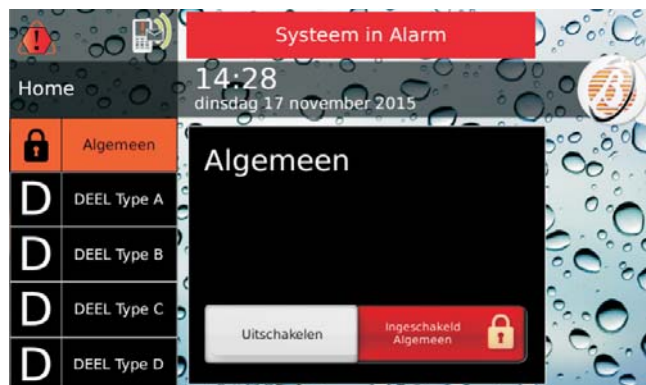 Systeem in Alarm
Home
14:28
dinsdag 17 november 2015
Algemeen
D DEEL Type A
D DEEL Type B
D DEEL Type C
D DEEL Type D
Algemeen
Uitschakelen
Ingeschakeld
Algemeen